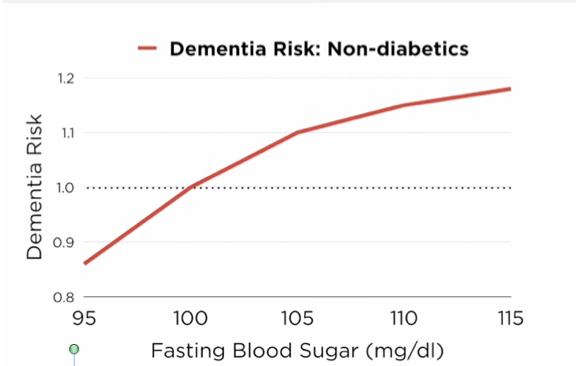 Dementia Risk: Non-diabetics
Dementia Risk
1.2
1.1
1.0
0.9
0.8
95 100 105 110 115
Fasting Blood Sugar (mg/dl)